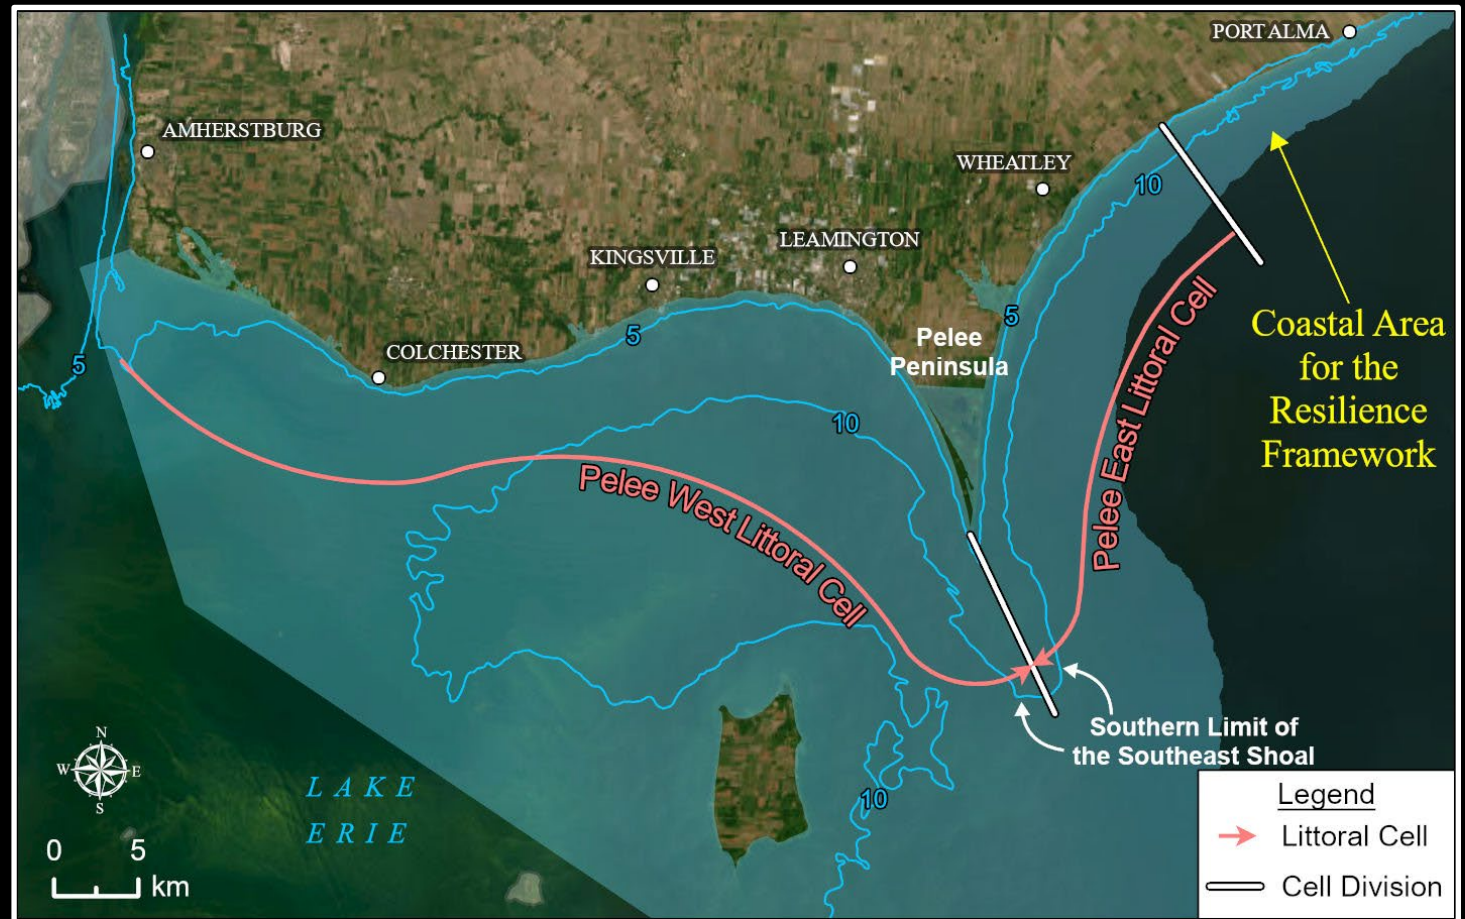 PORT ALMA
AMHERSTBURG
WHEATLEY
10
LEAMINGTON
KINGSVILLE
5
5
5
COLCHESTER
Pelee
Peninsula
Coastal Area
for the
Resilience
Framework
Pelee East Littoral Cell
10
Pelee West Littoral Cell
Southern Limit of
the Southeast Shoal
N
W
E
S
LAKE
ERIE
10
0 5
km
Legend
Littoral Cell
Cell Division